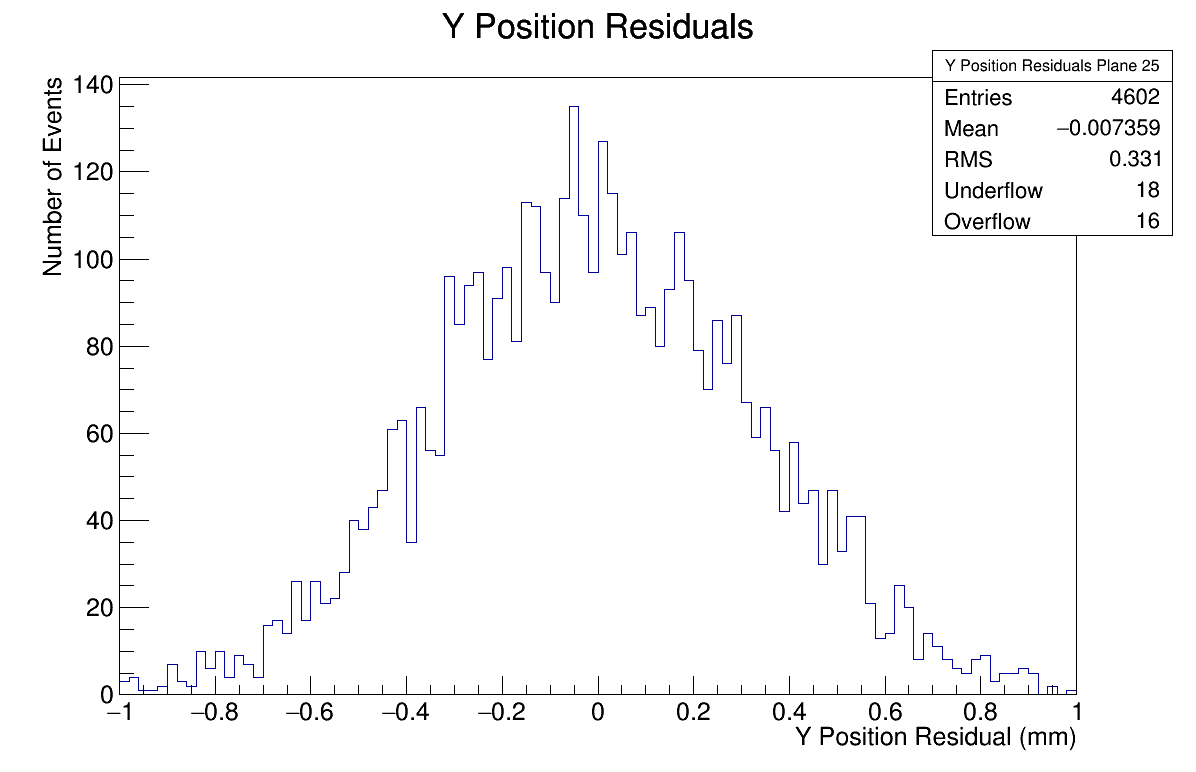 Y Position Residuals
Number of Events
140
120
100
80
60
40
20
0
−1
−0.8
−0.6
−0.4
−0.2
0
0.2
0.4
0.6
0.8
1
Y Position Residual (mm)
Y Position Residuals Plane 25
Entries 4602
Mean −0.007359
RMS 0.331
Underflow 18
Overflow 16